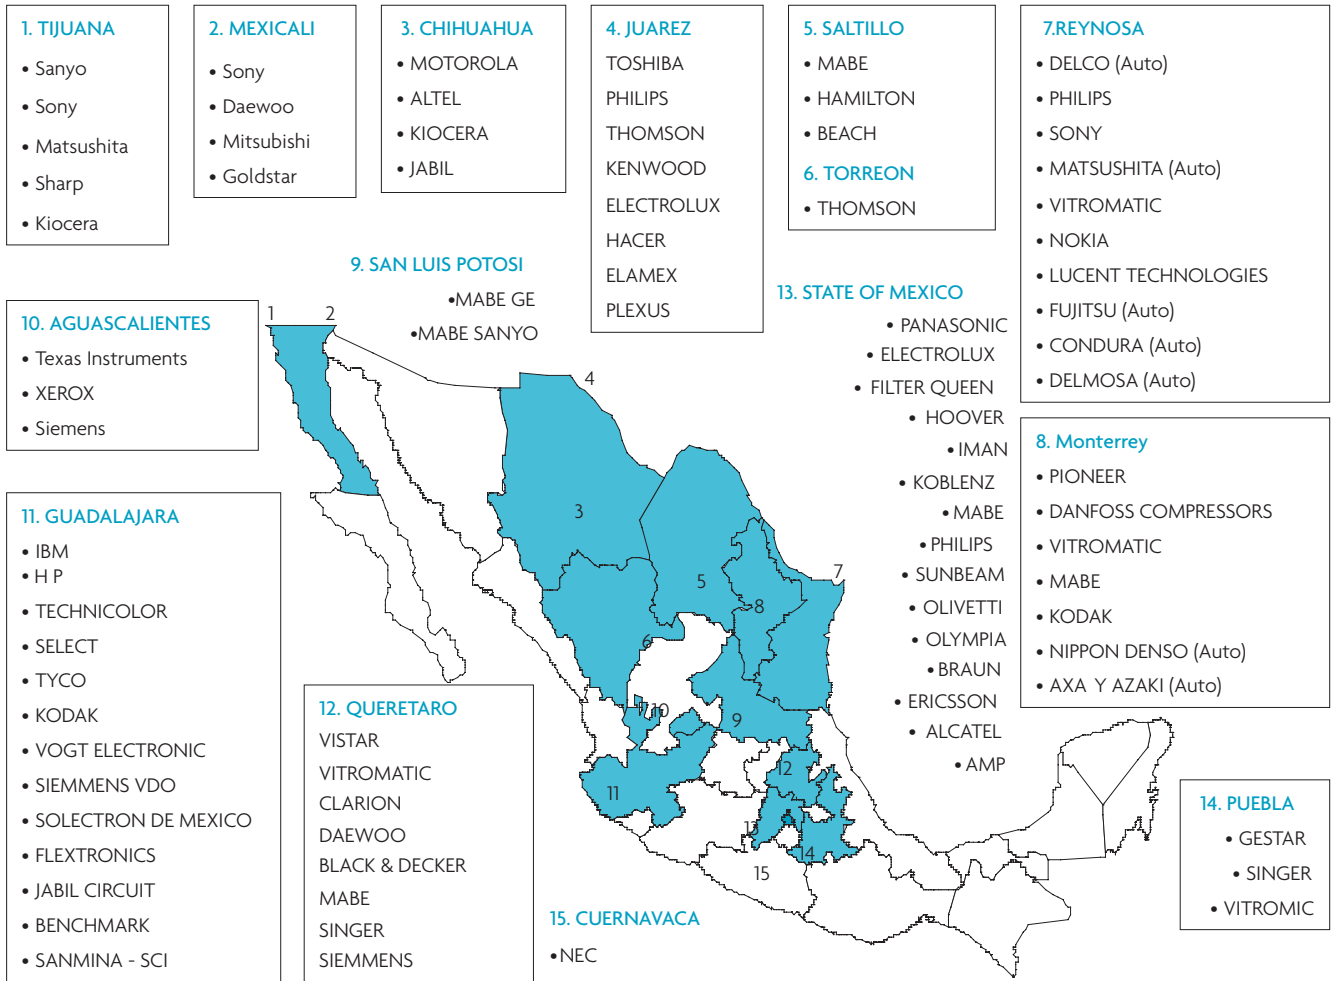 1. TIJUANA
• Sanyo
• Sony
• Matsushita
• Sharp
• Kiocera
2. MEXICALI
• Sony
• Daewoo
• Mitsubishi
• Goldstar
3. CHIHUAHUA
• MOTOROLA
• ALTEL
• KIOCERA
• JABIL
4. JUAREZ
TOSHIBA
PHILIPS
THOMSON
KENWOOD
ELECTROLUX
HACER
ELAMEX
PLEXUS
5. SALTILLO
• MABE
• HAMILTON
• BEACH
6. TORREON
• THOMSON
7.REYNOSA
• DELCO (Auto)
• PHILIPS
• SONY
• MATSUSHITA (Auto)
• VITROMATIC
• NOKIA
• LUCENT TECHNOLOGIES
• FUJITSU (Auto)
• CONDURA (Auto)
• DELMOSA (Auto)
8. Monterrey
• PIONEER
• DANFOSS COMPRESSORS
• VITROMATIC
• MABE
• KODAK
• NIPPON DENSO (Auto)
• AXA Y AZAKI (Auto)
9. SAN LUIS POTOSI
•MABE GE
•MABE SANYO
10. AGUASCALIENTES
• Texas Instruments
• XEROX
• Siemens
11. GUADALAJARA
• IBM
• H P
• TECHNICOLOR
• SELECT
• TYCO
• KODAK
• VOGT ELECTRONIC
• SIEMMENS VDO
• SOLECTRON DE MEXICO
• FLEXTRONICS
• JABIL CIRCUIT
• BENCHMARK
• SANMINA - SCI
12. QUERETARO
VISTAR
VITROMATIC
CLARION
DAEWOO
BLACK & DECKER
MABE
SINGER
SIEMMENS
13. STATE OF MEXICO
• PANASONIC
• ELECTROLUX
• FILTER QUEEN
• HOOVER
• IMAN
• KOBLENZ
• MABE
• PHILIPS
• SUNBEAM
• OLIVETTI
• OLYMPIA
• BRAUN
• ERICSSON
• ALCATEL
• AMP
14. PUEBLA
• GESTAR
• SINGER
• VITROMIC
15. CUERNAVACA
•NEC
1
2
4
3
5
7
8
6
10
9
12
11
13
14
15